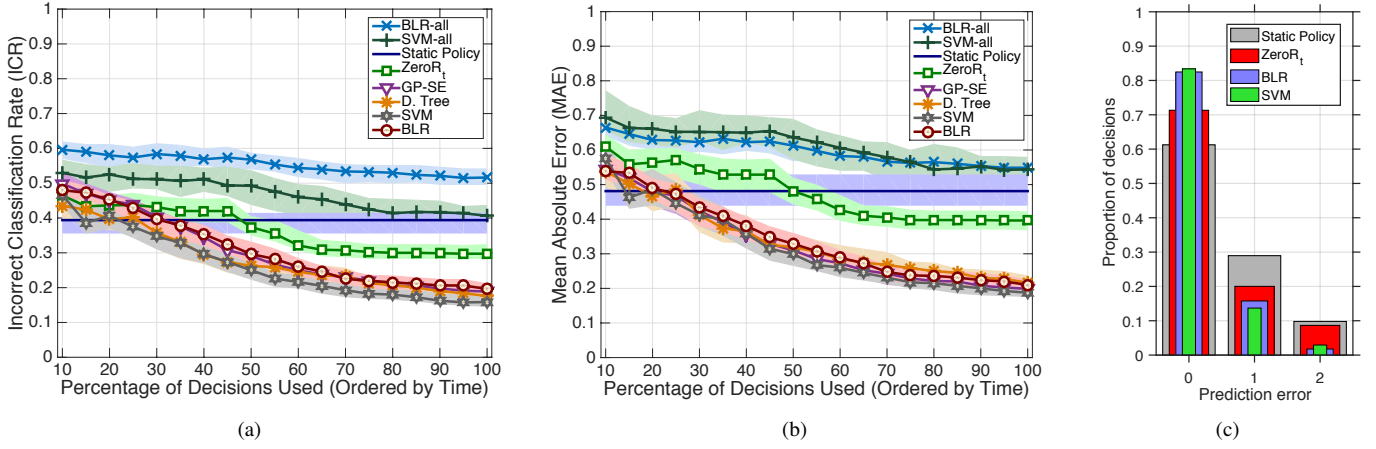 1
0.9
0.8
0.7
0.6
0.5
0.4
0.3
0.2
0.1
0
Incorrect Classification Rate (ICR)
BLR-all
SVM-all
Static Policy
ZeroR_t
GP-SE
D. Tree
SVM
BLR
10 20 30 40 50 60 70 80 90 100
Percentage of Decisions Used (Ordered by Time)
(a)
1
0.9
0.8
0.7
0.6
0.5
0.4
0.3
0.2
0.1
0
Mean Absolute Error (MAE)
BLR-all
SVM-all
Static Policy
ZeroR_t
GP-SE
D. Tree
SVM
BLR
10 20 30 40 50 60 70 80 90 100
Percentage of Decisions Used (Ordered by Time)
(b)
1
0.9
0.8
0.7
0.6
0.5
0.4
0.3
0.2
0.1
0
Proportion of decisions
Static Policy
ZeroR_t
BLR
SVM
0 1 2
Prediction error
(c)